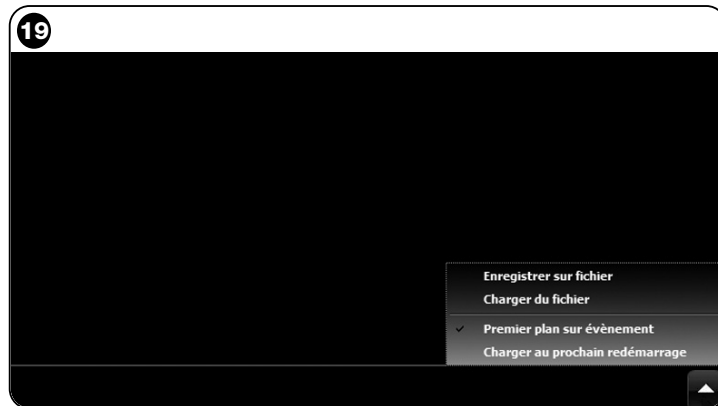 19
Enregistrer sur fichier
Charger du fichier
Premier plan sur évènement
Charger au prochain redémarrage